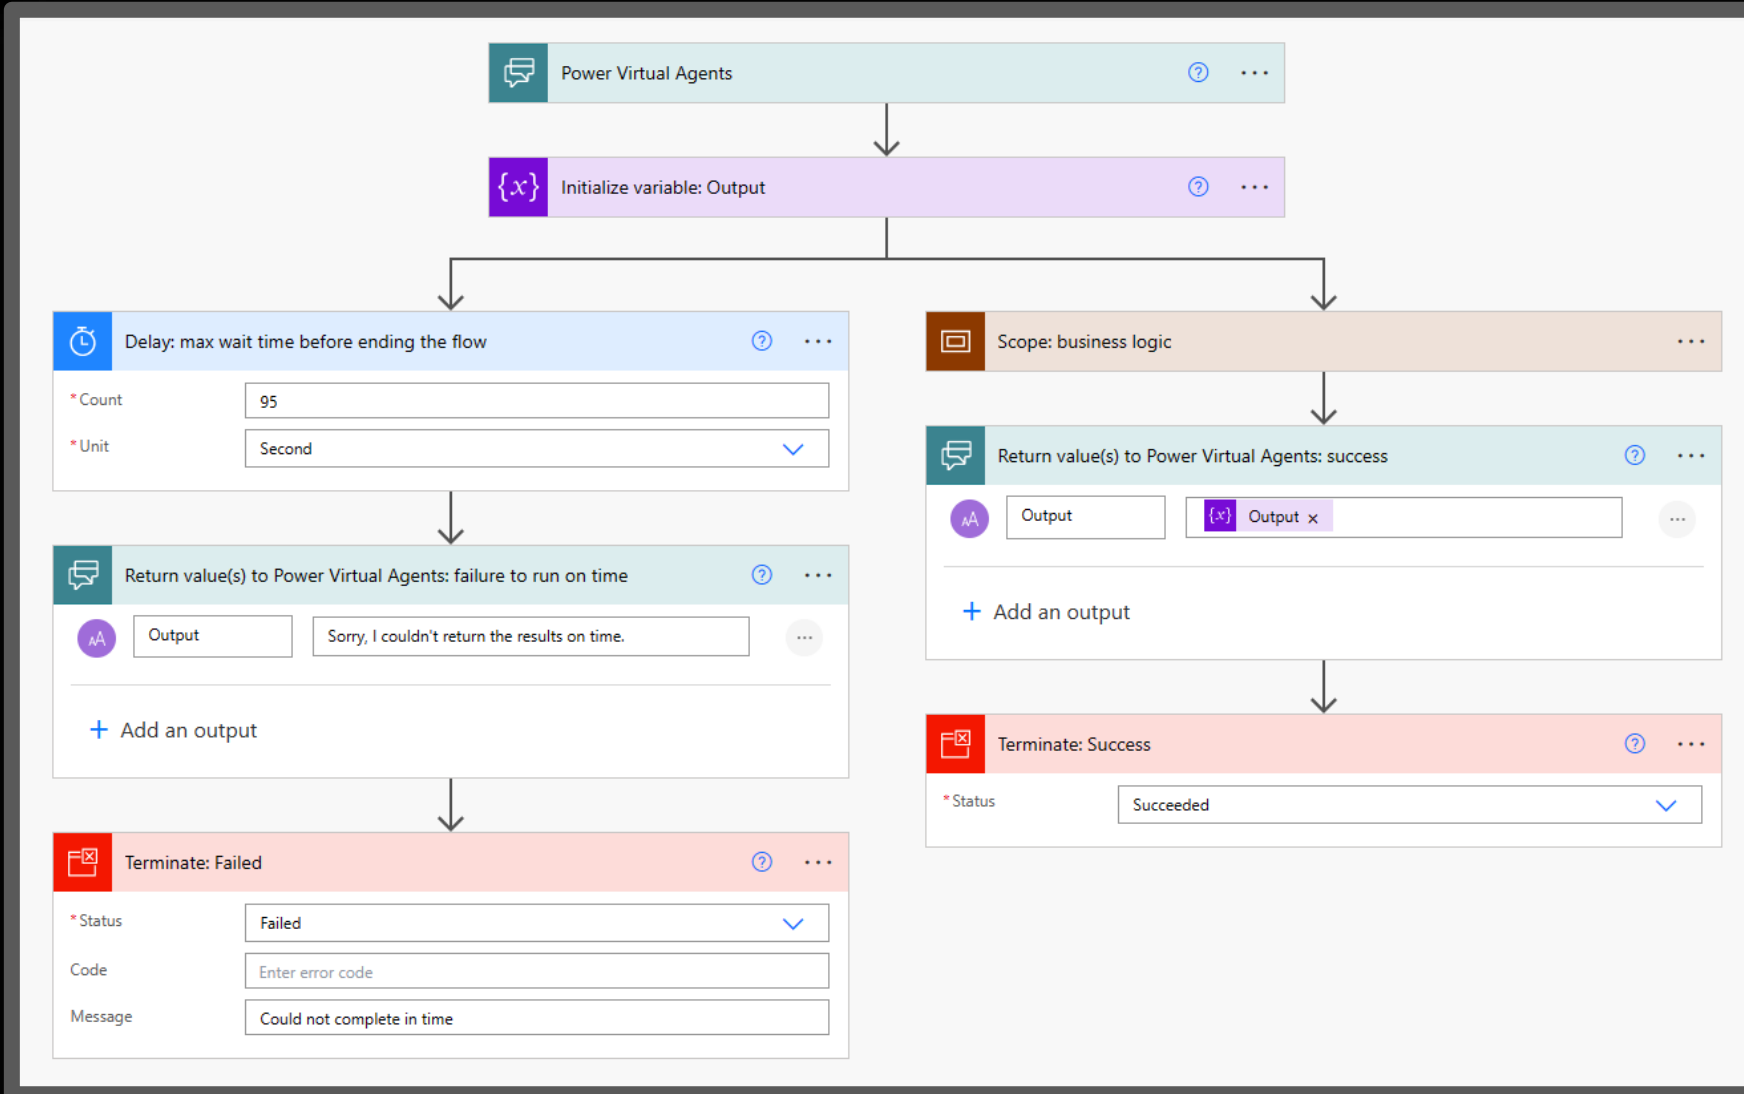 Power Virtual Agents
{x} Initialize variable: Output
Delay: max wait time before ending the flow
* Count 95
* Unit Second
Return value(s) to Power Virtual Agents: failure to run on time
AA Output Sorry, I couldn't return the results on time.
+ Add an output
Terminate: Failed
* Status Failed
Code Enter error code
Message Could not complete in time
Scope: business logic
Return value(s) to Power Virtual Agents: success
AA Output {x} Output ×
+ Add an output
Terminate: Success
* Status Succeeded